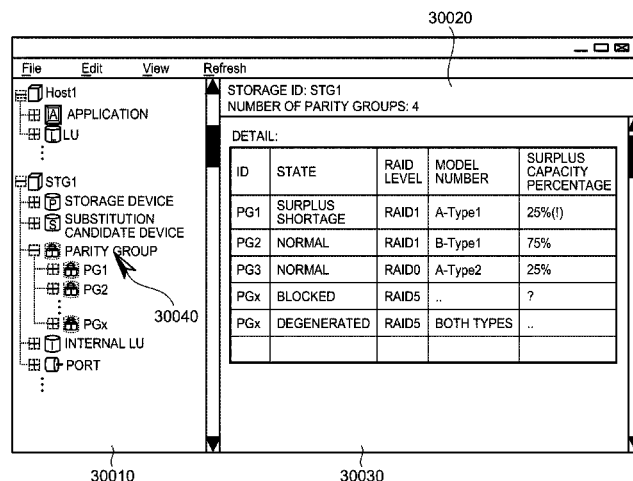 30020
File Edit View Refresh
Host1
A APPLICATION
L LU
STG1
P STORAGE DEVICE
S SUBSTITUTION
CANDIDATE DEVICE
PARITY GROUP
PG1
PG2
PGx
30040
INTERNAL LU
PORT
STORAGE ID: STG1
NUMBER OF PARITY GROUPS: 4
DETAIL:
ID STATE RAID LEVEL MODEL NUMBER SURPLUS CAPACITY PERCENTAGE
PG1 SURPLUS SHORTAGE RAID1 A-Type1 25%(!)
PG2 NORMAL RAID1 B-Type1 75%
PG3 NORMAL RAID0 A-Type2 25%
PGx BLOCKED RAID5 .. ?
PGx DEGENERATED RAID5 BOTH TYPES ..
30010
30030